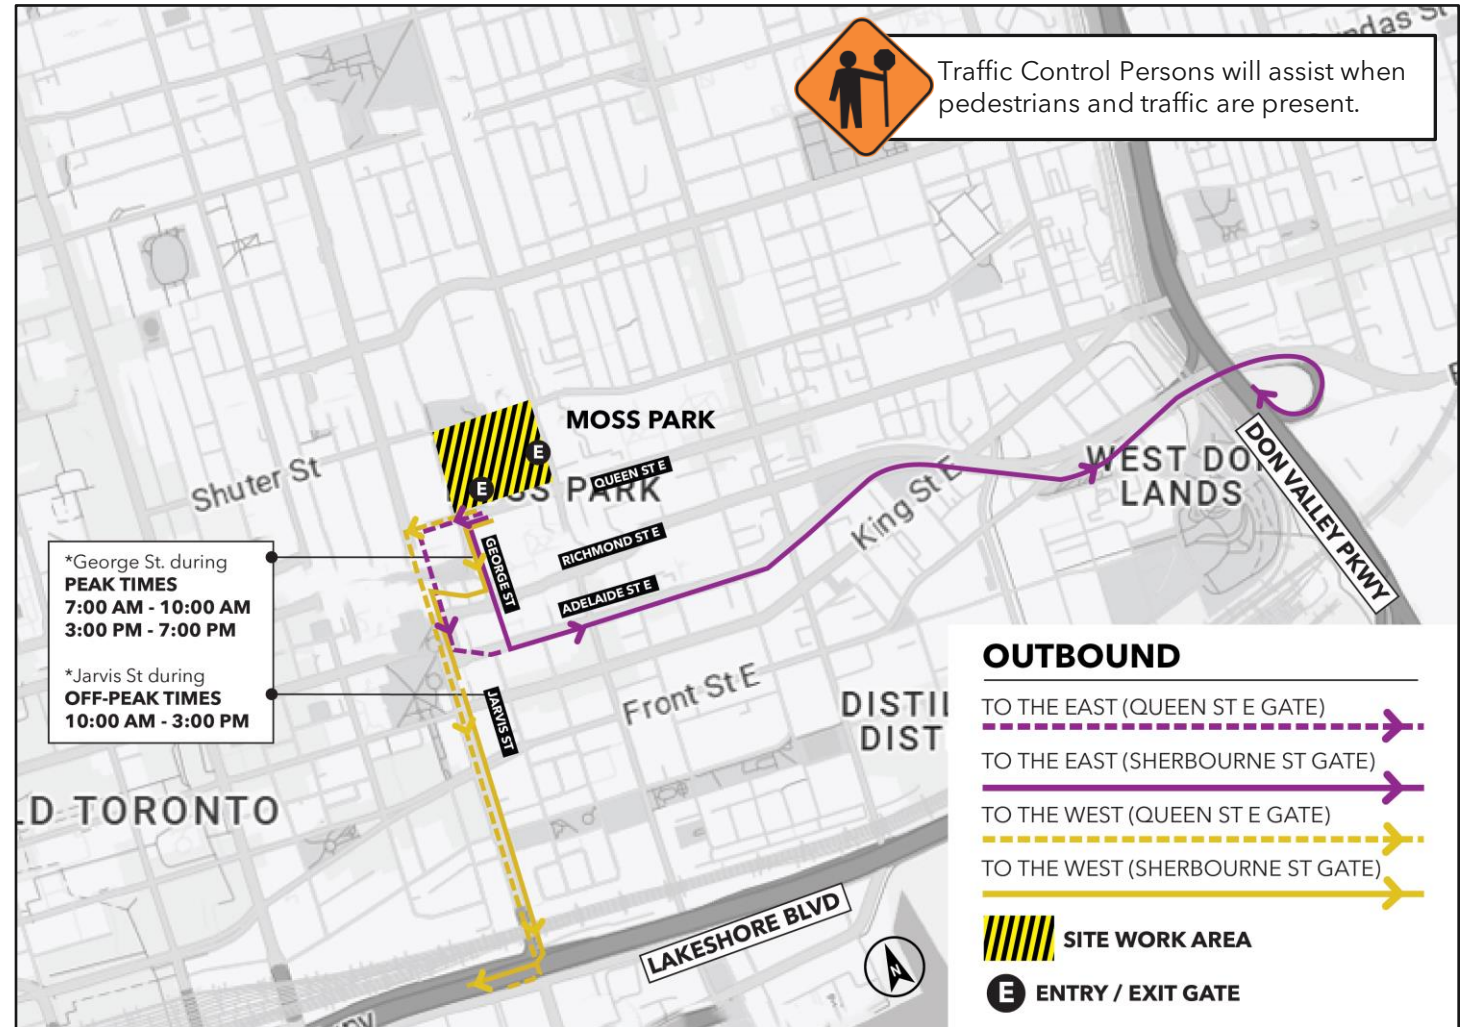 Traffic Control Persons will assist when
pedestrians and traffic are present.
MOSS PARK
E
E
PARK
QUEEN ST E
Shuter St
RICHMOND ST E
GEORGE ST
ADELAIDE ST E
King St E
WEST DO
LANDS
DON VALLEY PKWY
*George St. during
PEAK TIMES
7:00 AM - 10:00 AM
3:00 PM - 7:00 PM
*Jarvis St during
OFF-PEAK TIMES
10:00 AM - 3:00 PM
JARVIS ST
Front St E
DISTIL
DIST
LD TORONTO
LAKESHORE BLVD
N
OUTBOUND
TO THE EAST (QUEEN ST E GATE)
TO THE EAST (SHERBOURNE ST GATE)
TO THE WEST (QUEEN ST E GATE)
TO THE WEST (SHERBOURNE ST GATE)
SITE WORK AREA
E ENTRY / EXIT GATE